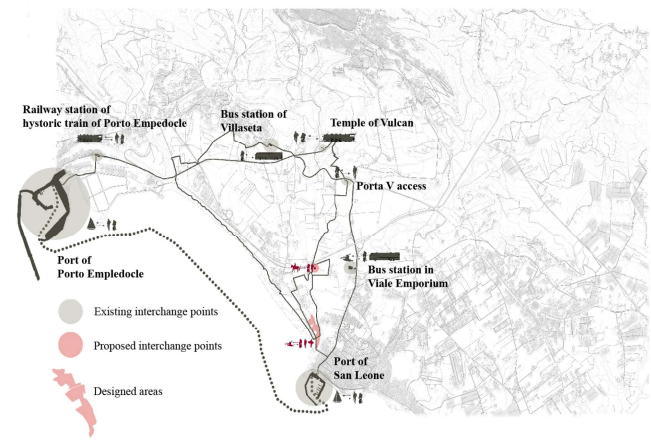 Railway station of
hystoric train of Porto Empedocle
Bus station of
Villaseta
Temple of Vulcan
Porta V access
Port of
Porto Empledocle
Bus station in
Viale Emporium
Existing interchange points
Proposed interchange points
Port of
San Leone
Designed areas